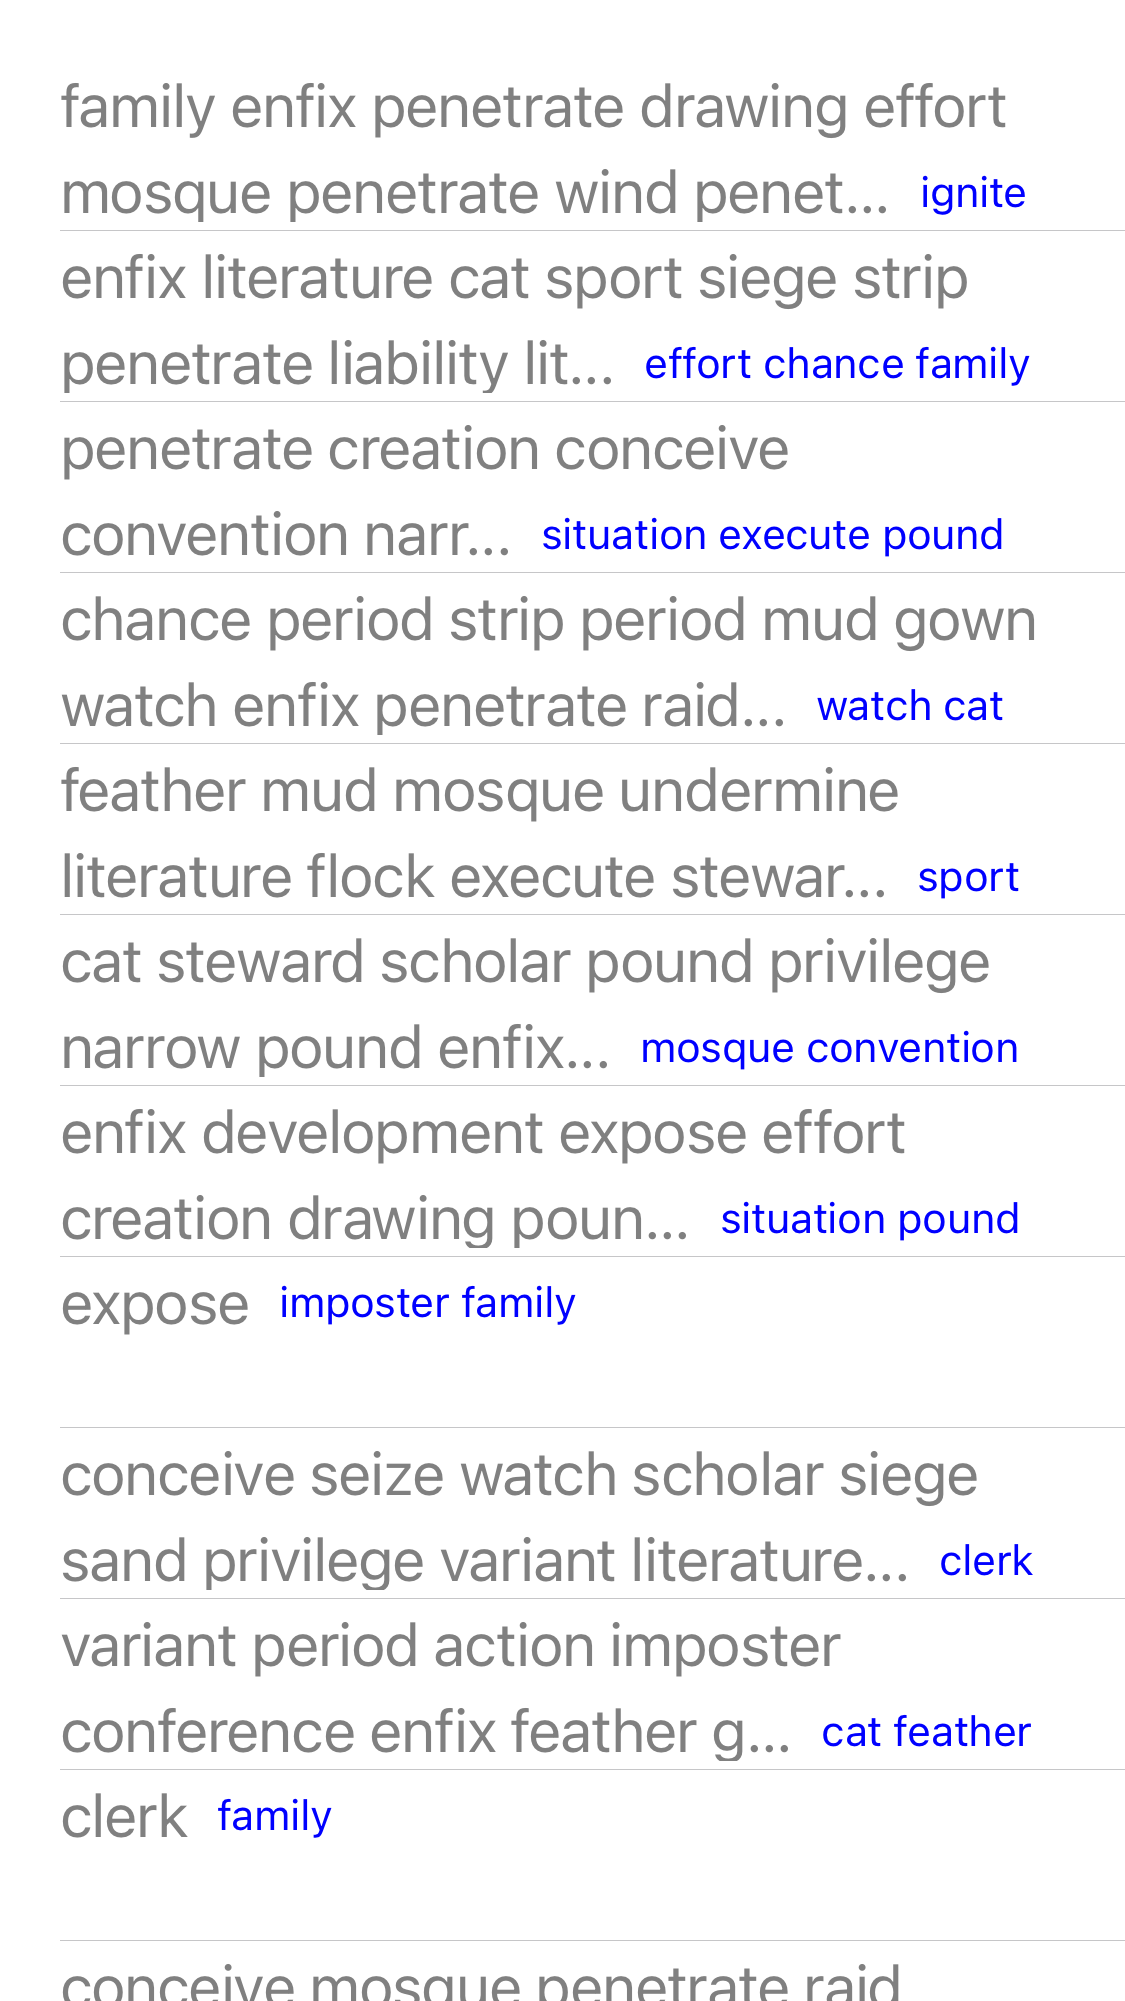 family enfix penetrate drawing effort
mosque penetrate wind penet... ignite
enfix literature cat sport siege strip
penetrate liability lit... effort chance family
penetrate creation conceive
convention narr... situation execute pound
chance period strip period mud gown
watch enfix penetrate raid... watch cat
feather mud mosque undermine
literature flock execute stewar... sport
cat steward scholar pound privilege
narrow pound enfix... mosque convention
enfix development expose effort
creation drawing poun... situation pound
expose imposter family
conceive seize watch scholar siege
sand privilege variant literature... clerk
variant period action imposter
conference enfix feather g... cat feather
clerk family
conceive mosque penetrate raid